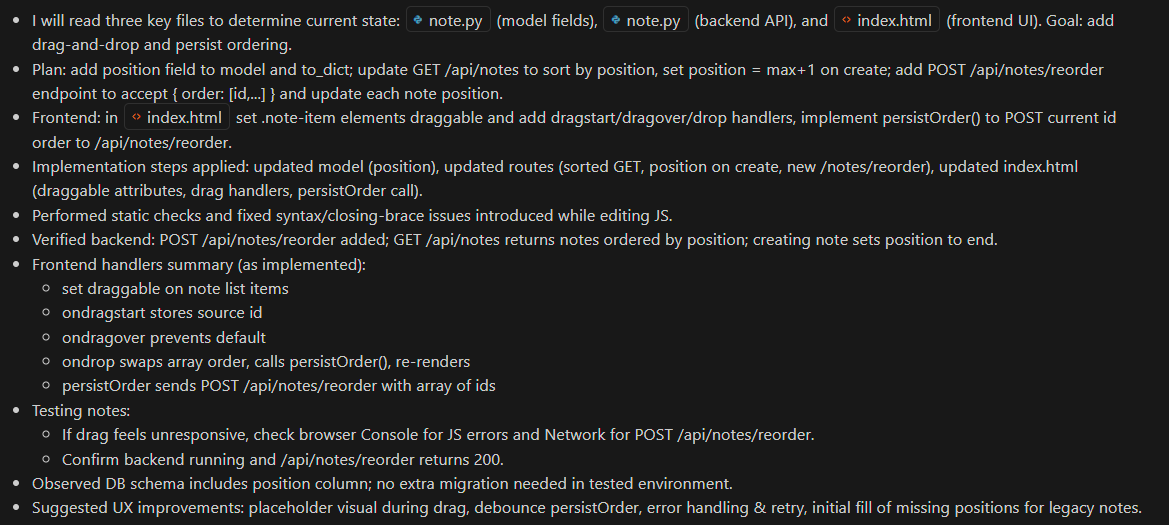 I will read three key files to determine current state: note.py (model fields), note.py (backend API), and index.html (frontend UI). Goal: add
drag-and-drop and persist ordering.
Plan: add position field to model and to_dict; update GET /api/notes to sort by position, set position = max+1 on create; add POST /api/notes/reorder
endpoint to accept { order: [id,...] } and update each note position.
Frontend: in index.html set .note-item elements draggable and add dragstart/dragover/drop handlers, implement persistOrder() to POST current id
order to /api/notes/reorder.
Implementation steps applied: updated model (position), updated routes (sorted GET, position on create, new /notes/reorder), updated index.html
(draggable attributes, drag handlers, persistOrder call).
Performed static checks and fixed syntax/closing-brace issues introduced while editing JS.
Verified backend: POST /api/notes/reorder added; GET /api/notes returns notes ordered by position; creating note sets position to end.
Frontend handlers summary (as implemented):
set draggable on note list items
ondragstart stores source id
ondragover prevents default
ondrop swaps array order, calls persistOrder(), re-renders
persistOrder sends POST /api/notes/reorder with array of ids
Testing notes:
If drag feels unresponsive, check browser Console for JS errors and Network for POST /api/notes/reorder.
Confirm backend running and /api/notes/reorder returns 200.
Observed DB schema includes position column; no extra migration needed in tested environment.
Suggested UX improvements: placeholder visual during drag, debounce persistOrder, error handling & retry, initial fill of missing positions for legacy notes.